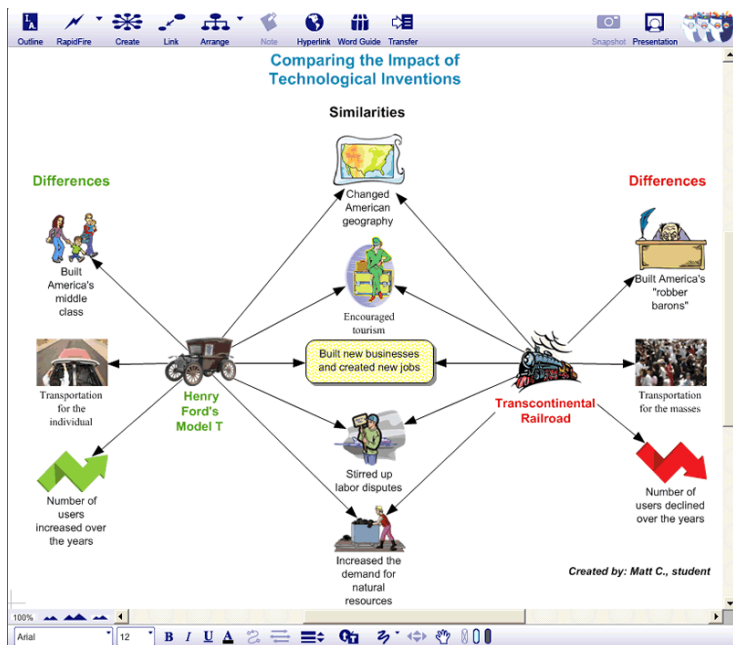 Outline RapidFire Create Link Arrange Note Hyperlink Word Guide Transfer Snapshot Presentation
Comparing the Impact of
Technological Inventions
Similarities
Changed
American
geography
Encouraged
tourism
Built new businesses
and created new jobs
Stirred up
labor disputes
Increased the
demand for
natural
resources
Differences
Built
America's
middle
class
Transportation
for the
individual
Number of
users
increased over
the years
Henry
Ford's
Model T
Differences
Built America's
"robber
barons"
Transportation
for the masses
Number of
users declined
over the years
Transcontinental
Railroad
Created by: Matt C., student
100%
Arial 12 B I U A